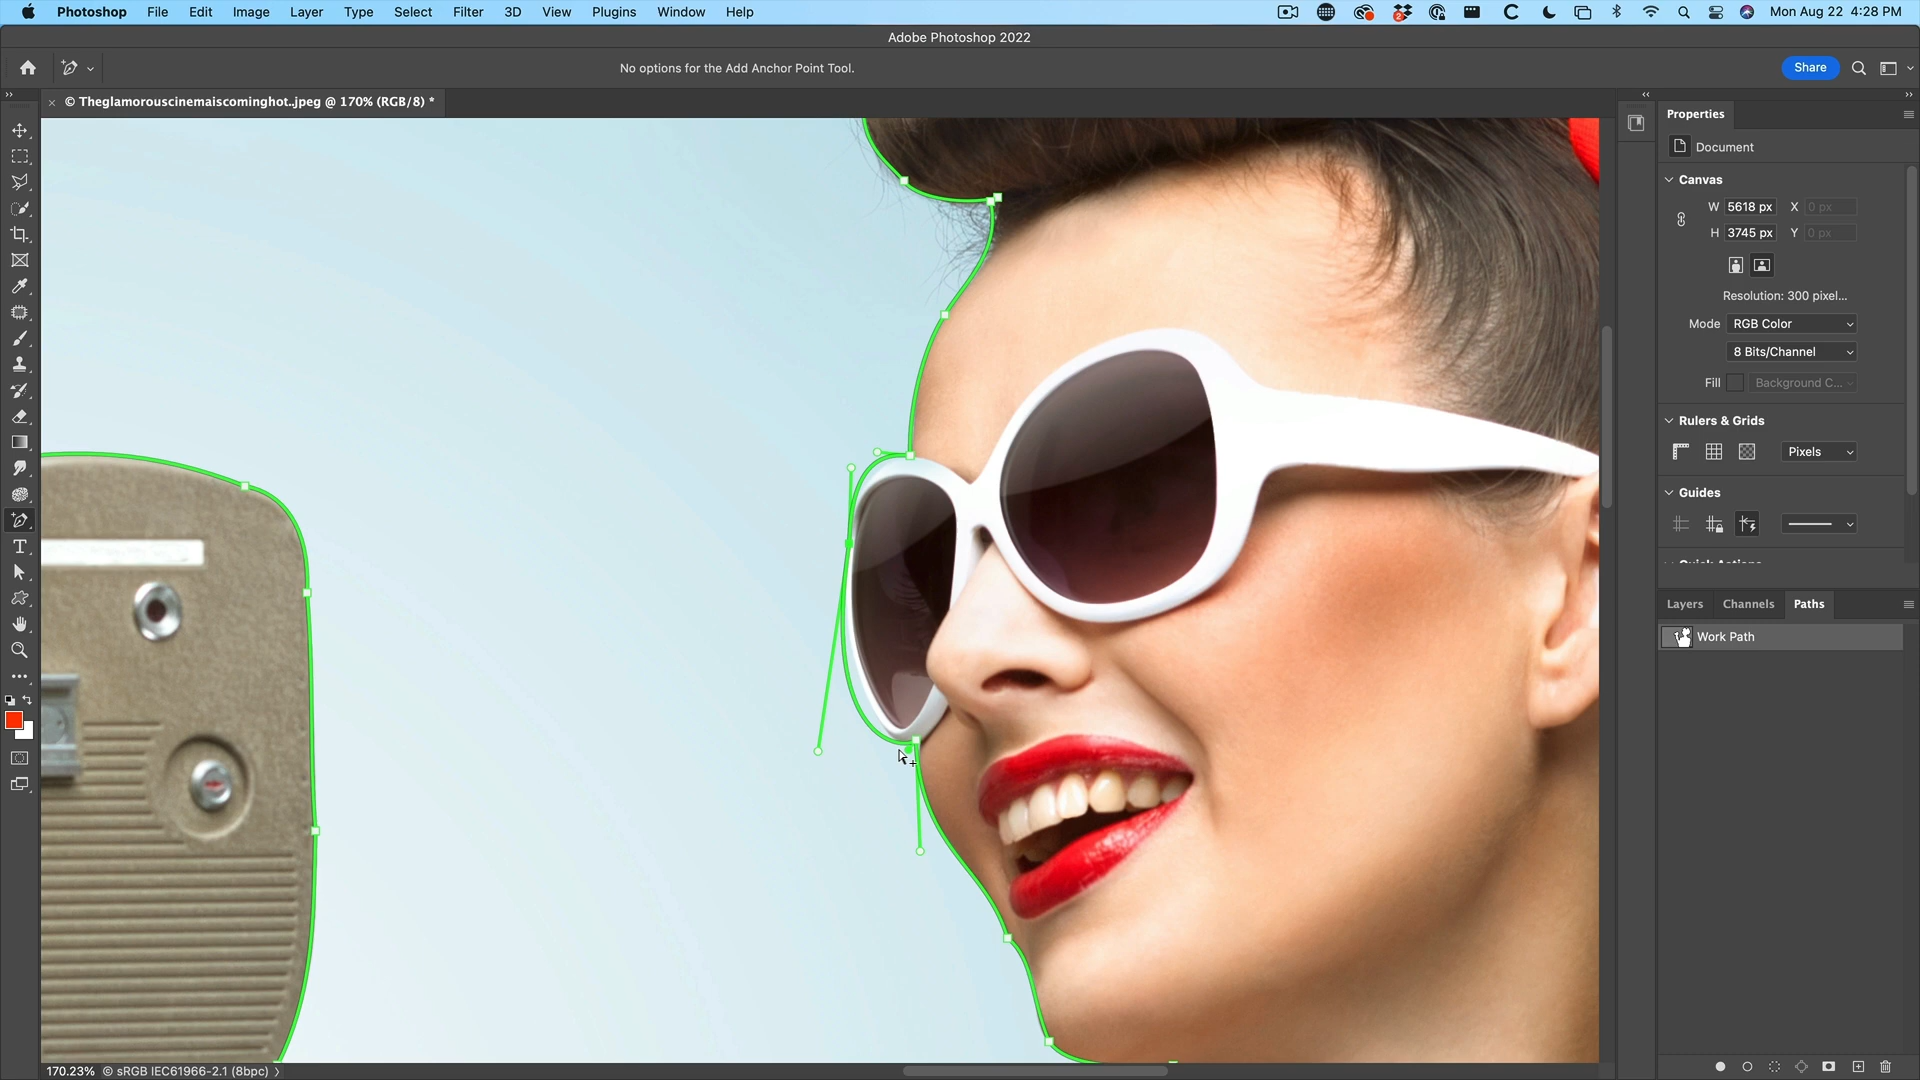 Photoshop File Edit Image Layer Type Select Filter 3D View Plugins Window Help 2 Mon Aug 22 4:28 PM
Adobe Photoshop 2022
No options for the Add Anchor Point Tool.
Share
© Theglamorouscinemaiscominghot..jpeg @ 170% (RGB/8) *
Properties
Document
Canvas
W 5618 px X 0 px
H 3745 px Y 0 px
Resolution: 300 pixel...
Mode RGB Color
8 Bits/Channel
Fill Background C...
Rulers & Grids
Pixels
Guides
Quick Actions
Layers Channels Paths
Work Path
170.23% © sRGB IEC61966-2.1 (8bpc)